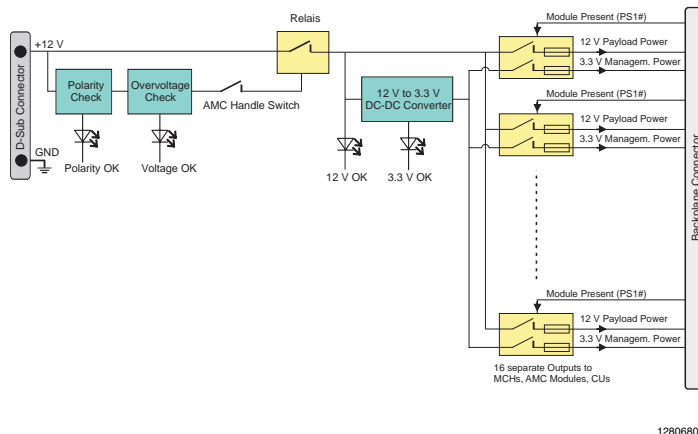 Relais
Module Present (PS1#)
+12 V
12 V Payload Power
3.3 V Managem. Power
D-Sub Connector
Polarity
Check
Overvoltage
Check
AMC Handle Switch
12 V to 3.3 V
DC-DC Converter
Module Present (PS1#)
12 V Payload Power
3.3 V Managem. Power
GND
Polarity OK
Voltage OK
12 V OK
3.3 V OK
Backplane Connector
Module Present (PS1#)
12 V Payload Power
3.3 V Managem. Power
16 separate Outputs to
MCHs, AMC Modules, CUs
1280680